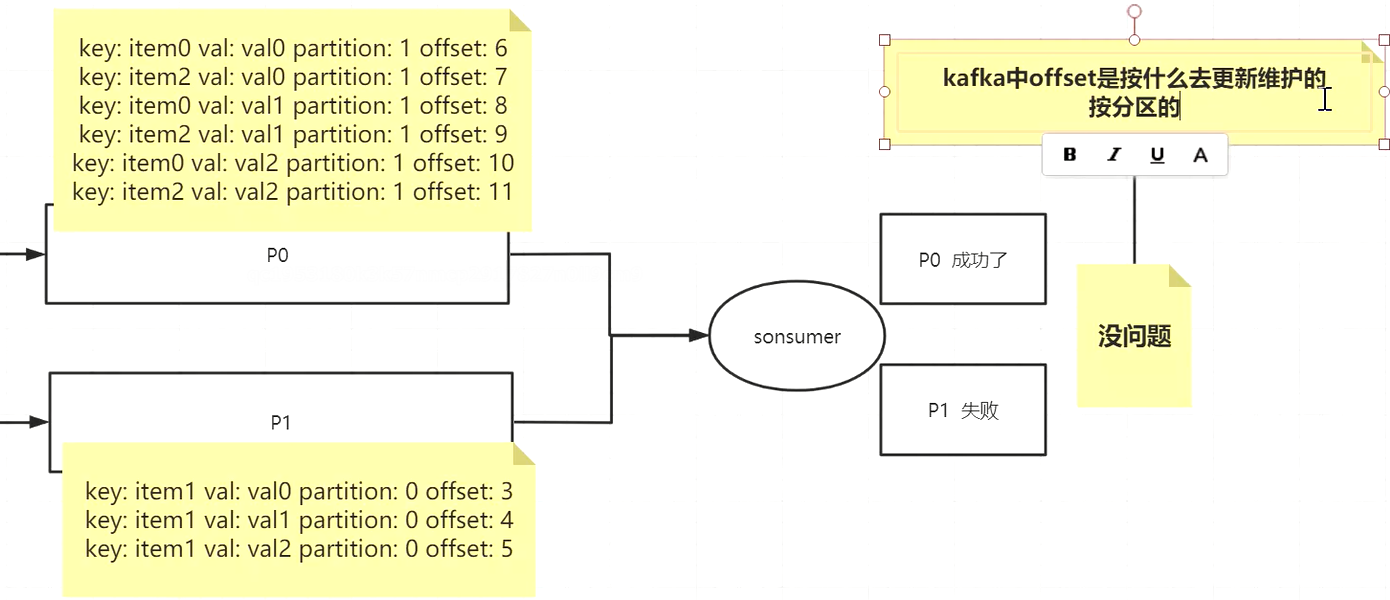 key: item0 val: val0 partition: 1 offset: 6
key: item2 val: val0 partition: 1 offset: 7
key: item0 val: val1 partition: 1 offset: 8
key: item2 val: val1 partition: 1 offset: 9
key: item0 val: val2 partition: 1 offset: 10
key: item2 val: val2 partition: 1 offset: 11
P0
P1
key: item1 val: val0 partition: 0 offset: 3
key: item1 val: val1 partition: 0 offset: 4
key: item1 val: val2 partition: 0 offset: 5
sonsumer
kafka中offset是按什么去更新维护的
按分区的
B I U A
P0 成功了
P1 失败
没问题